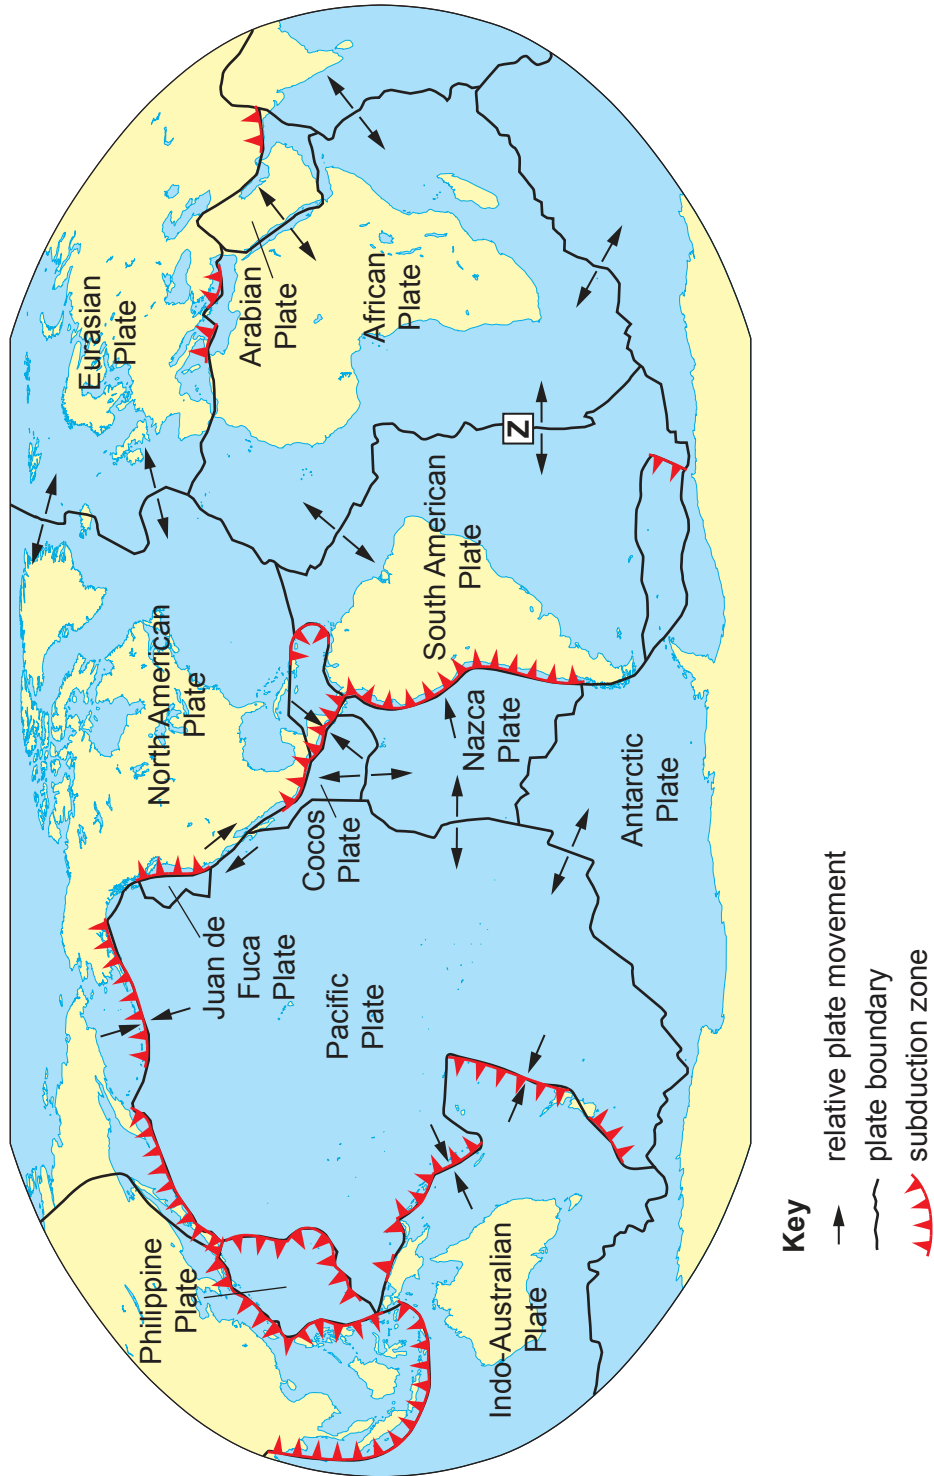 Eurasian
Plate
North American
Plate
Philippine
Plate
Juan de
Fuca
Plate
Arabian
Plate
Cocos
Plate
Pacific
Plate
African
Plate
South American
Plate
Nazca
Plate
Indo-Australian
Plate
Z
Antarctic
Plate
Key
relative plate movement
plate boundary
subduction zone